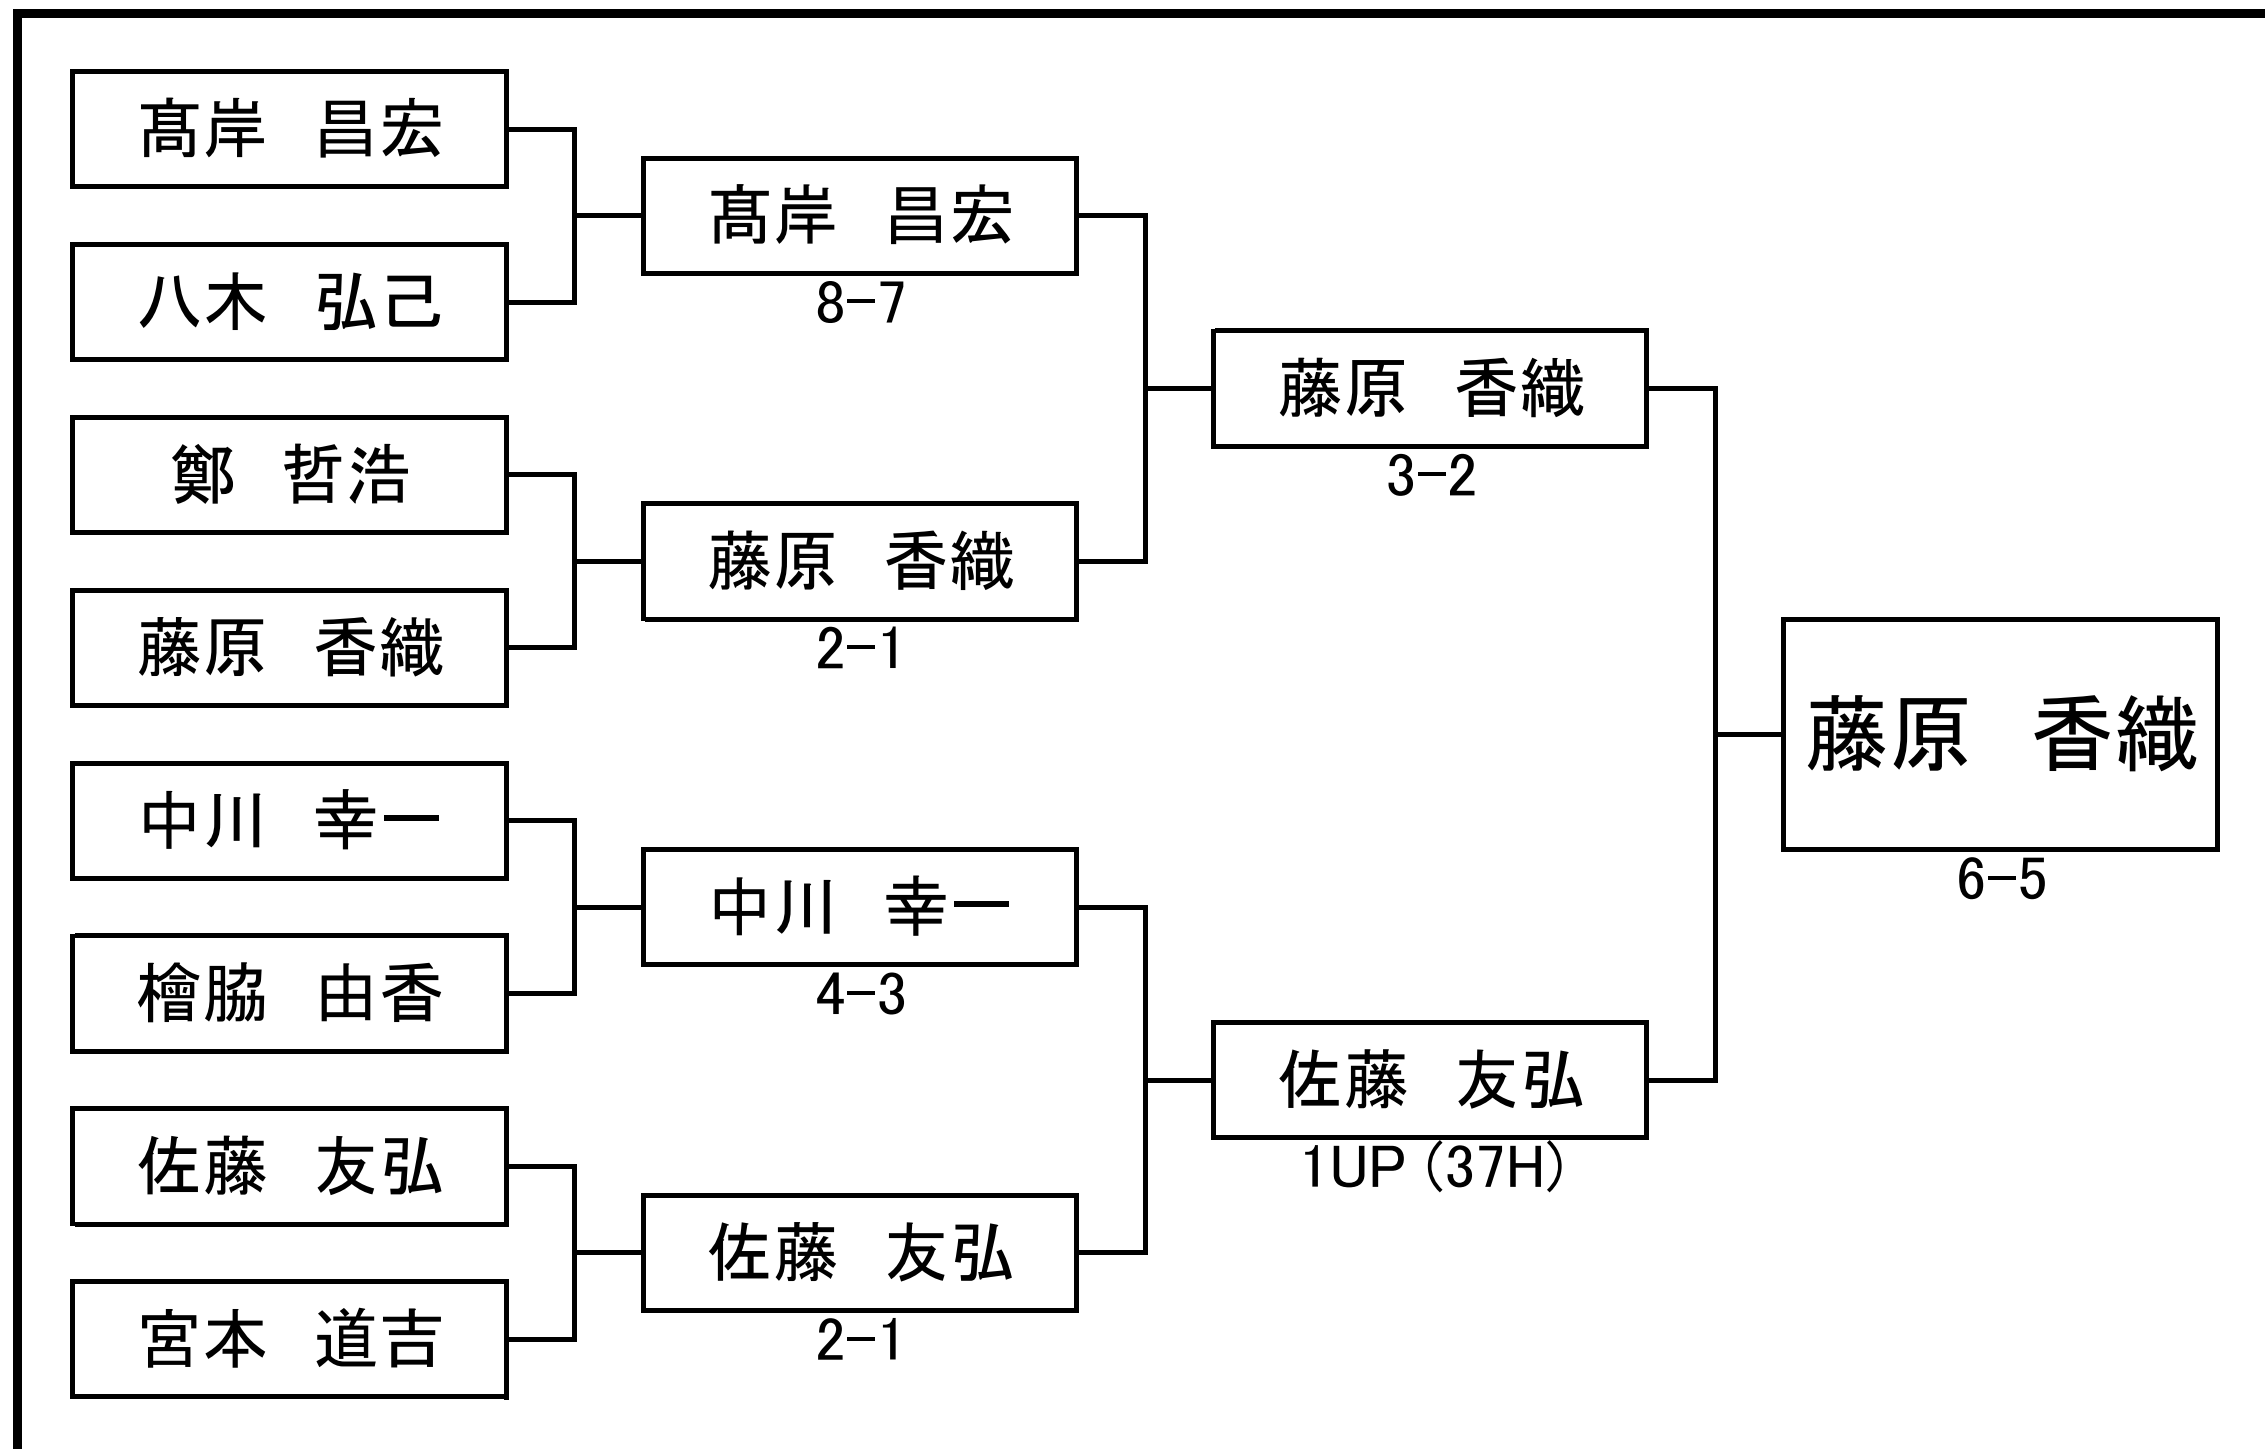 髙岸 昌宏
八木 弘己
鄭 哲浩
藤原 香織
中川 幸一
檜脇 由香
佐藤 友弘
宮本 道吉
髙岸 昌宏
8-7
藤原 香織
2-1
中川 幸一
4-3
佐藤 友弘
2-1
藤原 香織
3-2
佐藤 友弘
1UP (37H)
藤原 香織
6-5